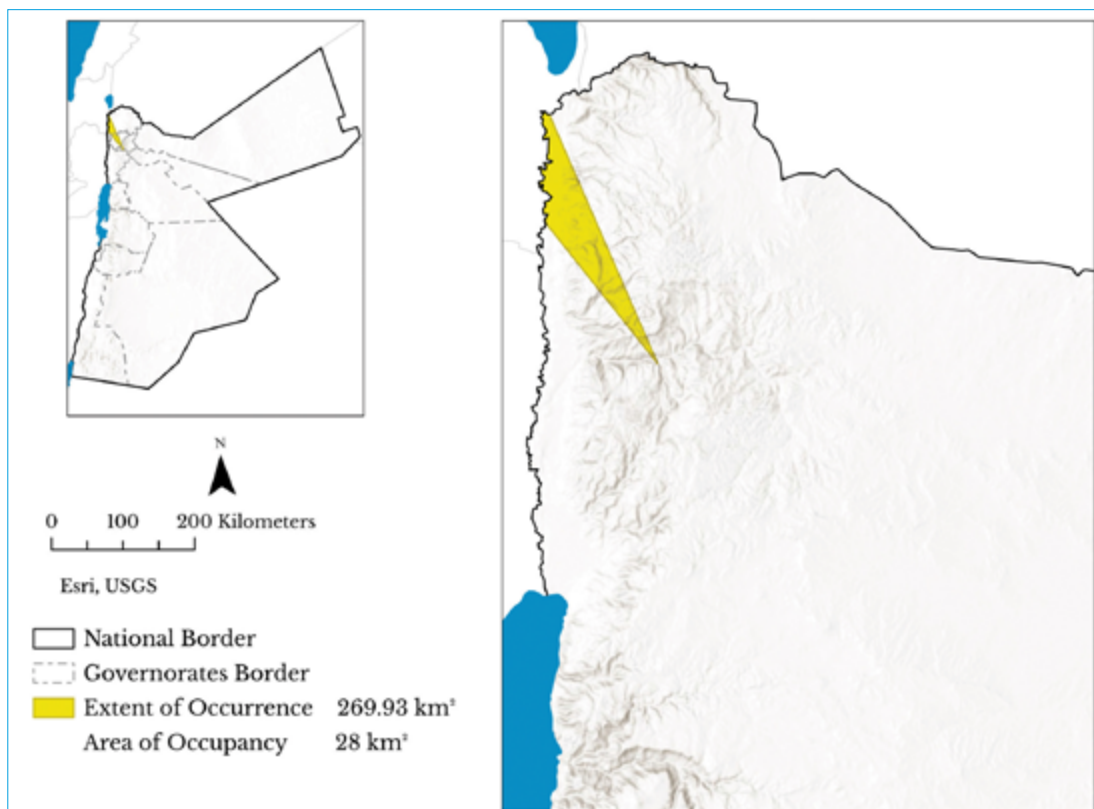 N
0 100 200 Kilometers
Esri, USGS
National Border
Governorates Border
Extent of Occurrence 269.93 km²
Area of Occupancy 28 km²